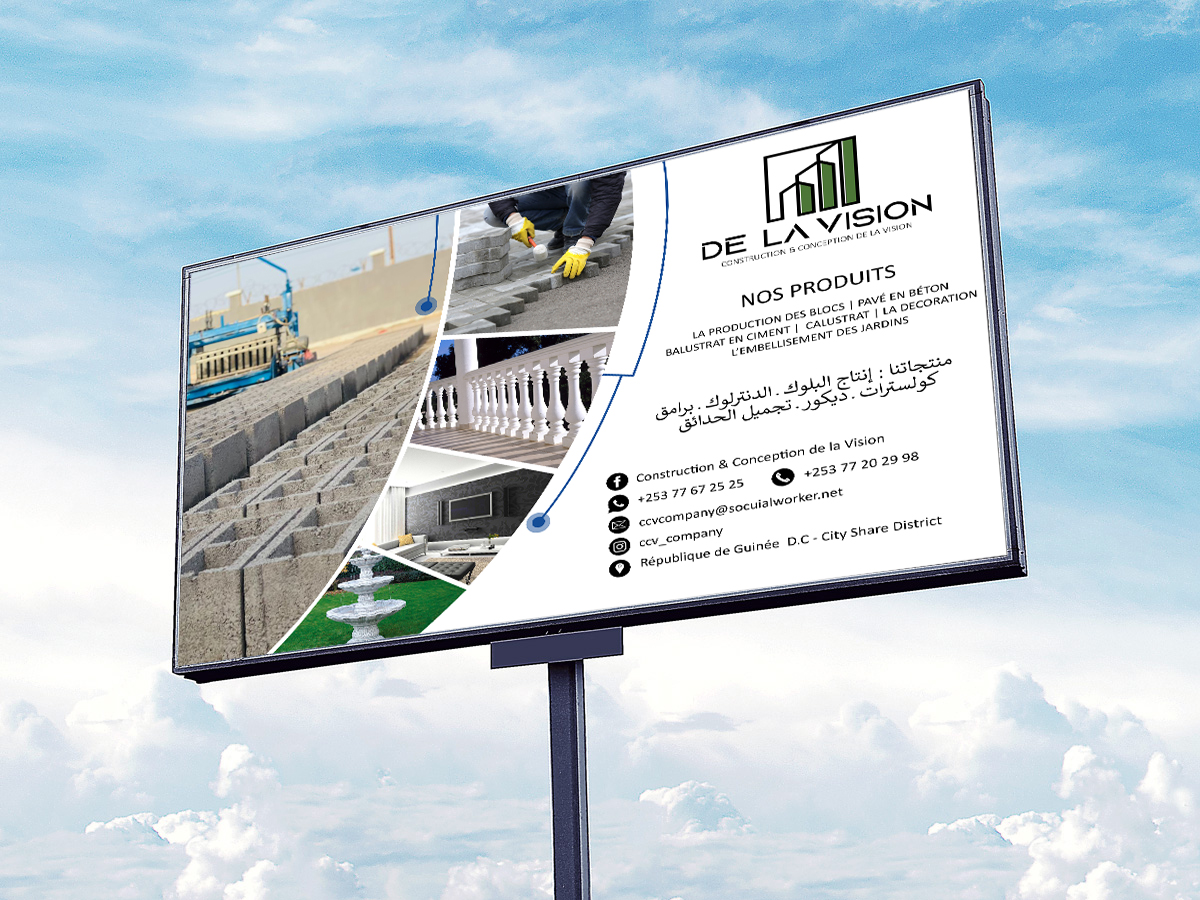 DE LA VISION
CONSTRUCTION & CONCEPTION DE LA VISION
NOS PRODUITS
LA PRODUCTION DES BLOCS | PAVÉ EN BÉTON
BALUSTRAT EN CIMENT | CALUSTRAT | LA DECORATION
L'EMBELLISEMENT DES JARDINS
منتجاتنا : إنتاج البلوك . الدنترلوك . برامق
كولسترات . ديكور . تجميل الحدائق
Construction & Conception de la Vision
+253 77 67 25 25 +253 77 20 29 98
ccvcompany@socuialworker.net
ccv_company
République de Guinée D.C - City Share District